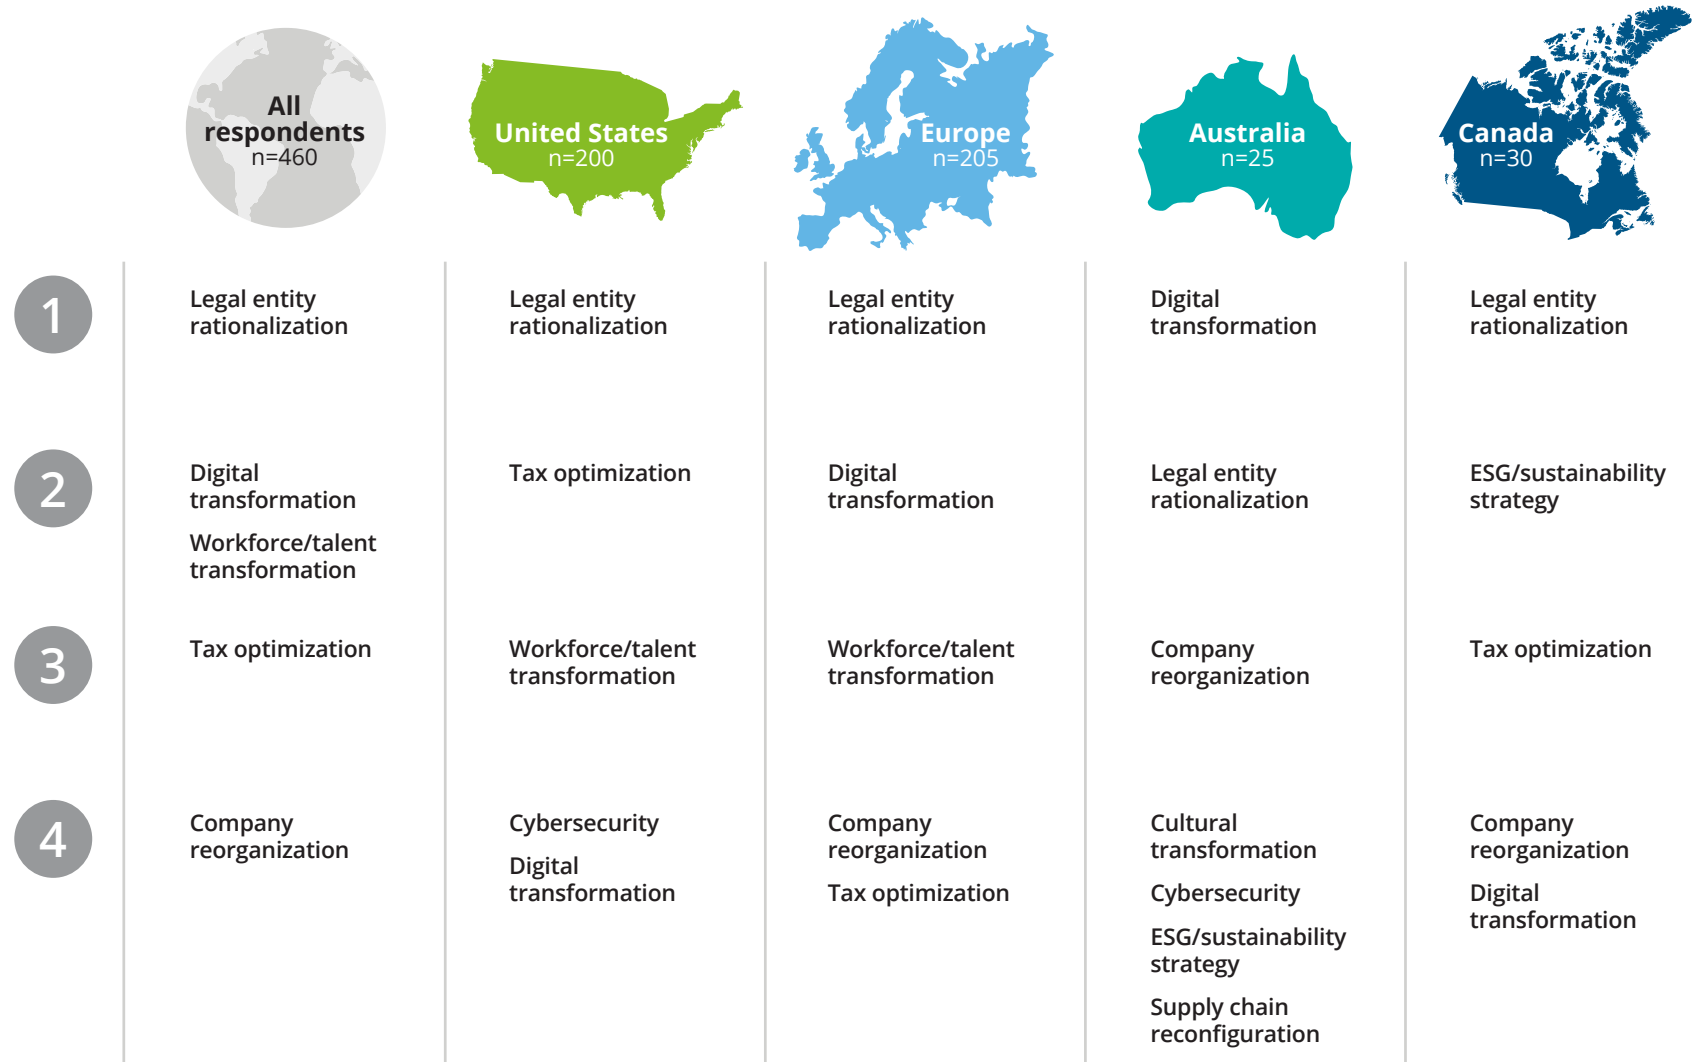 All
respondents
n=460
United States
n=200
Europe
n=205
Australia
n=25
Canada
n=30
1
Legal entity
rationalization
Legal entity
rationalization
Legal entity
rationalization
Digital
transformation
Legal entity
rationalization
2
Digital
transformation
Workforce/talent
transformation
Tax optimization
Digital
transformation
Legal entity
rationalization
ESG/sustainability
strategy
3
Tax optimization
Workforce/talent
transformation
Workforce/talent
transformation
Company
reorganization
Tax optimization
4
Company
reorganization
Cybersecurity
Digital
transformation
Company
reorganization
Tax optimization
Cultural
transformation
Cybersecurity
ESG/sustainability
strategy
Supply chain
reconfiguration
Company
reorganization
Digital
transformation